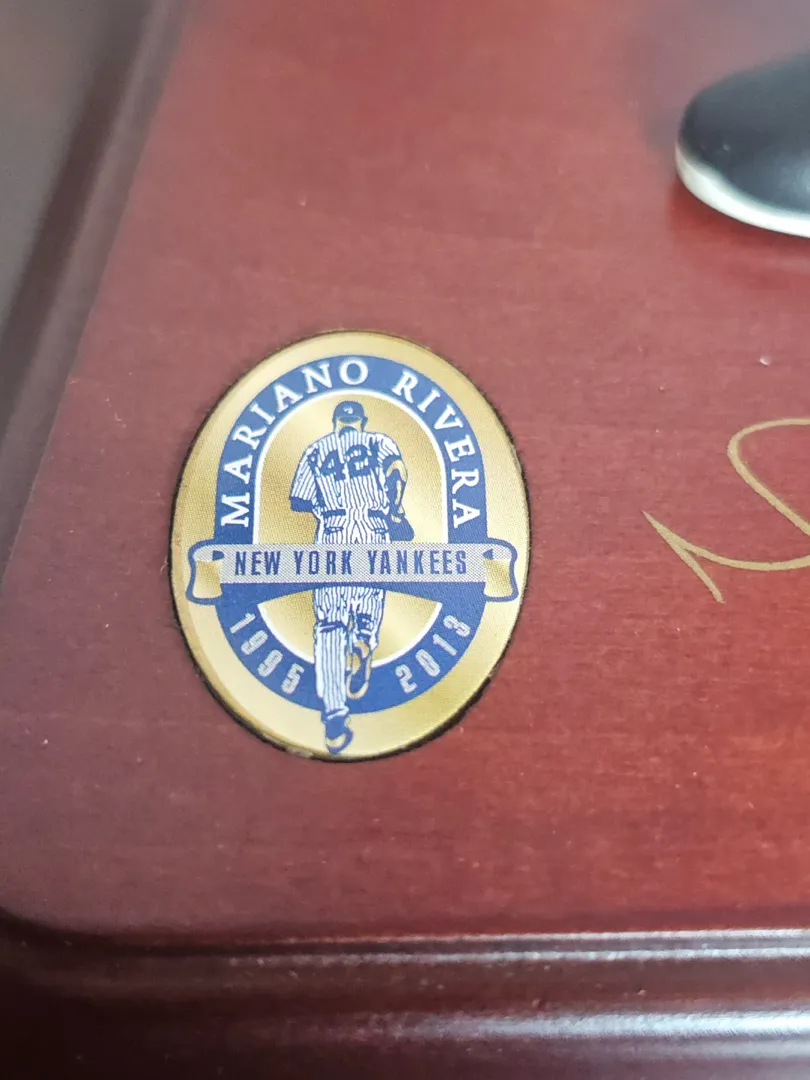 MARIANO RIVERA
42
NEW YORK YANKEES
1995 2013